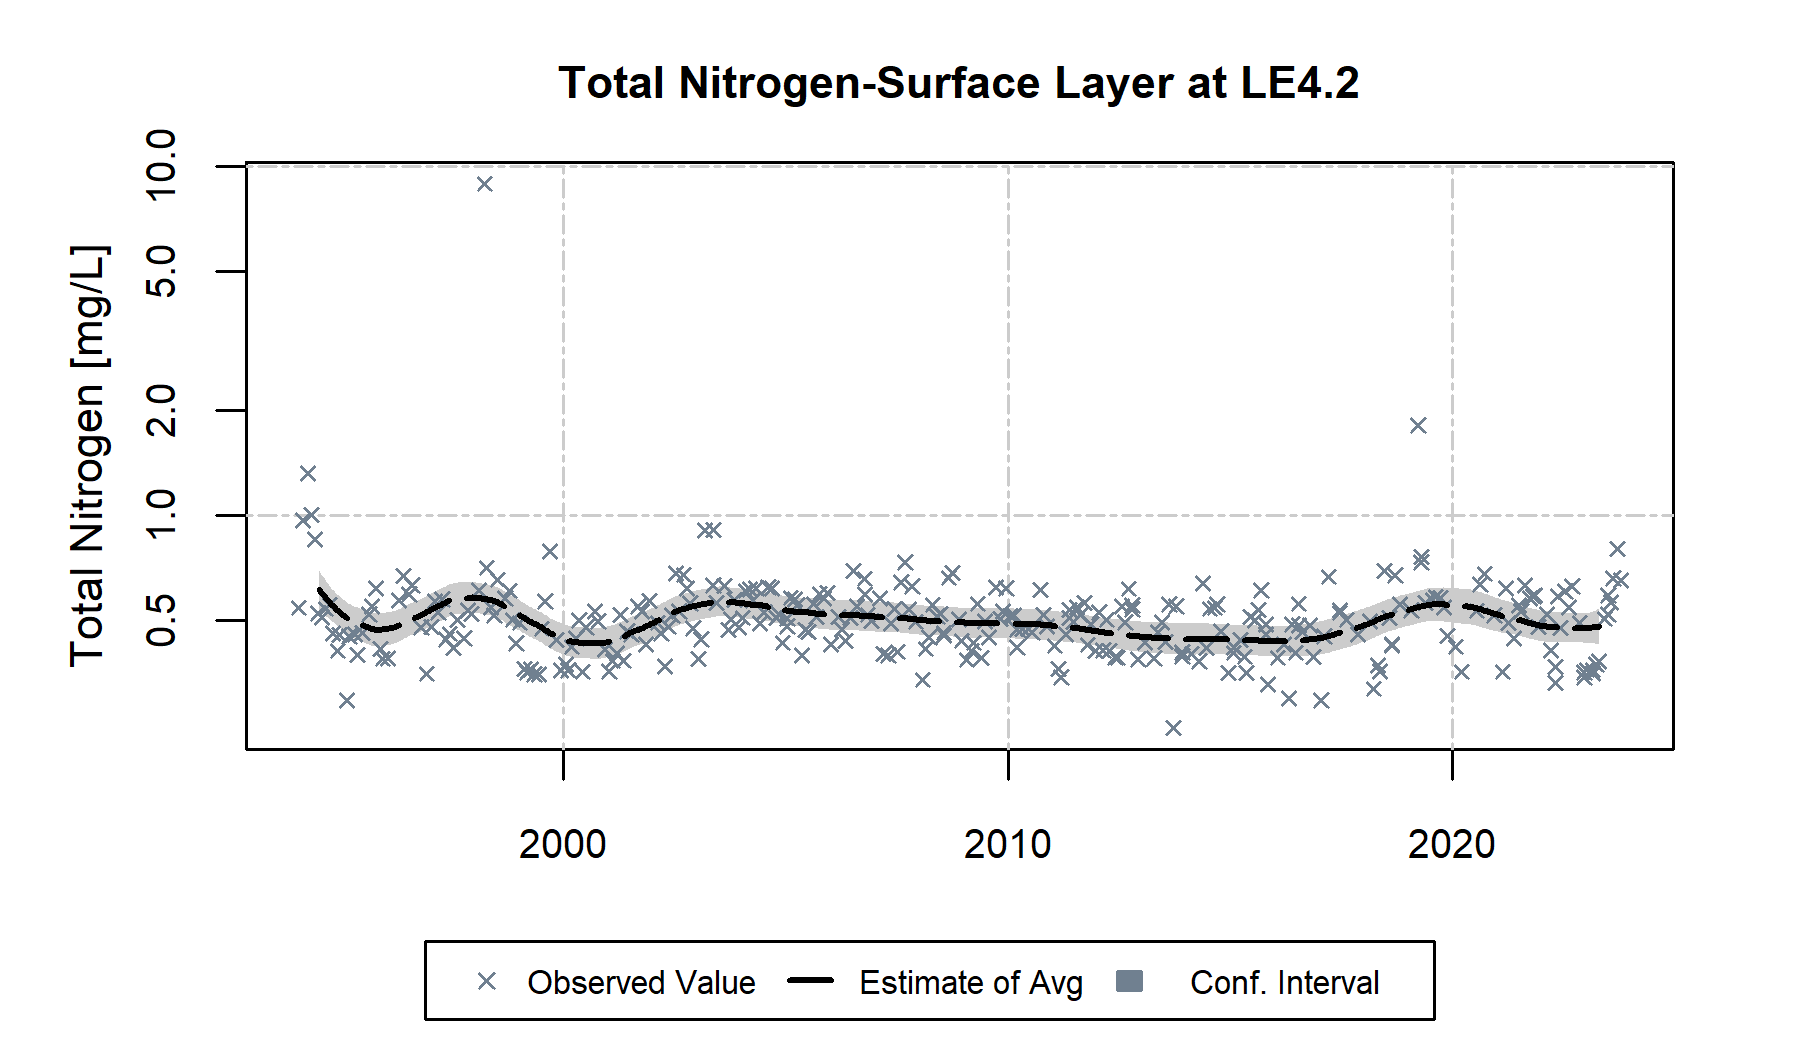 Total Nitrogen-Surface Layer at LE4.2
Total Nitrogen [mg/L]
10.0
5.0
2.0
1.0
0.5
2000
2010
2020
Observed Value
Estimate of Avg
Conf. Interval